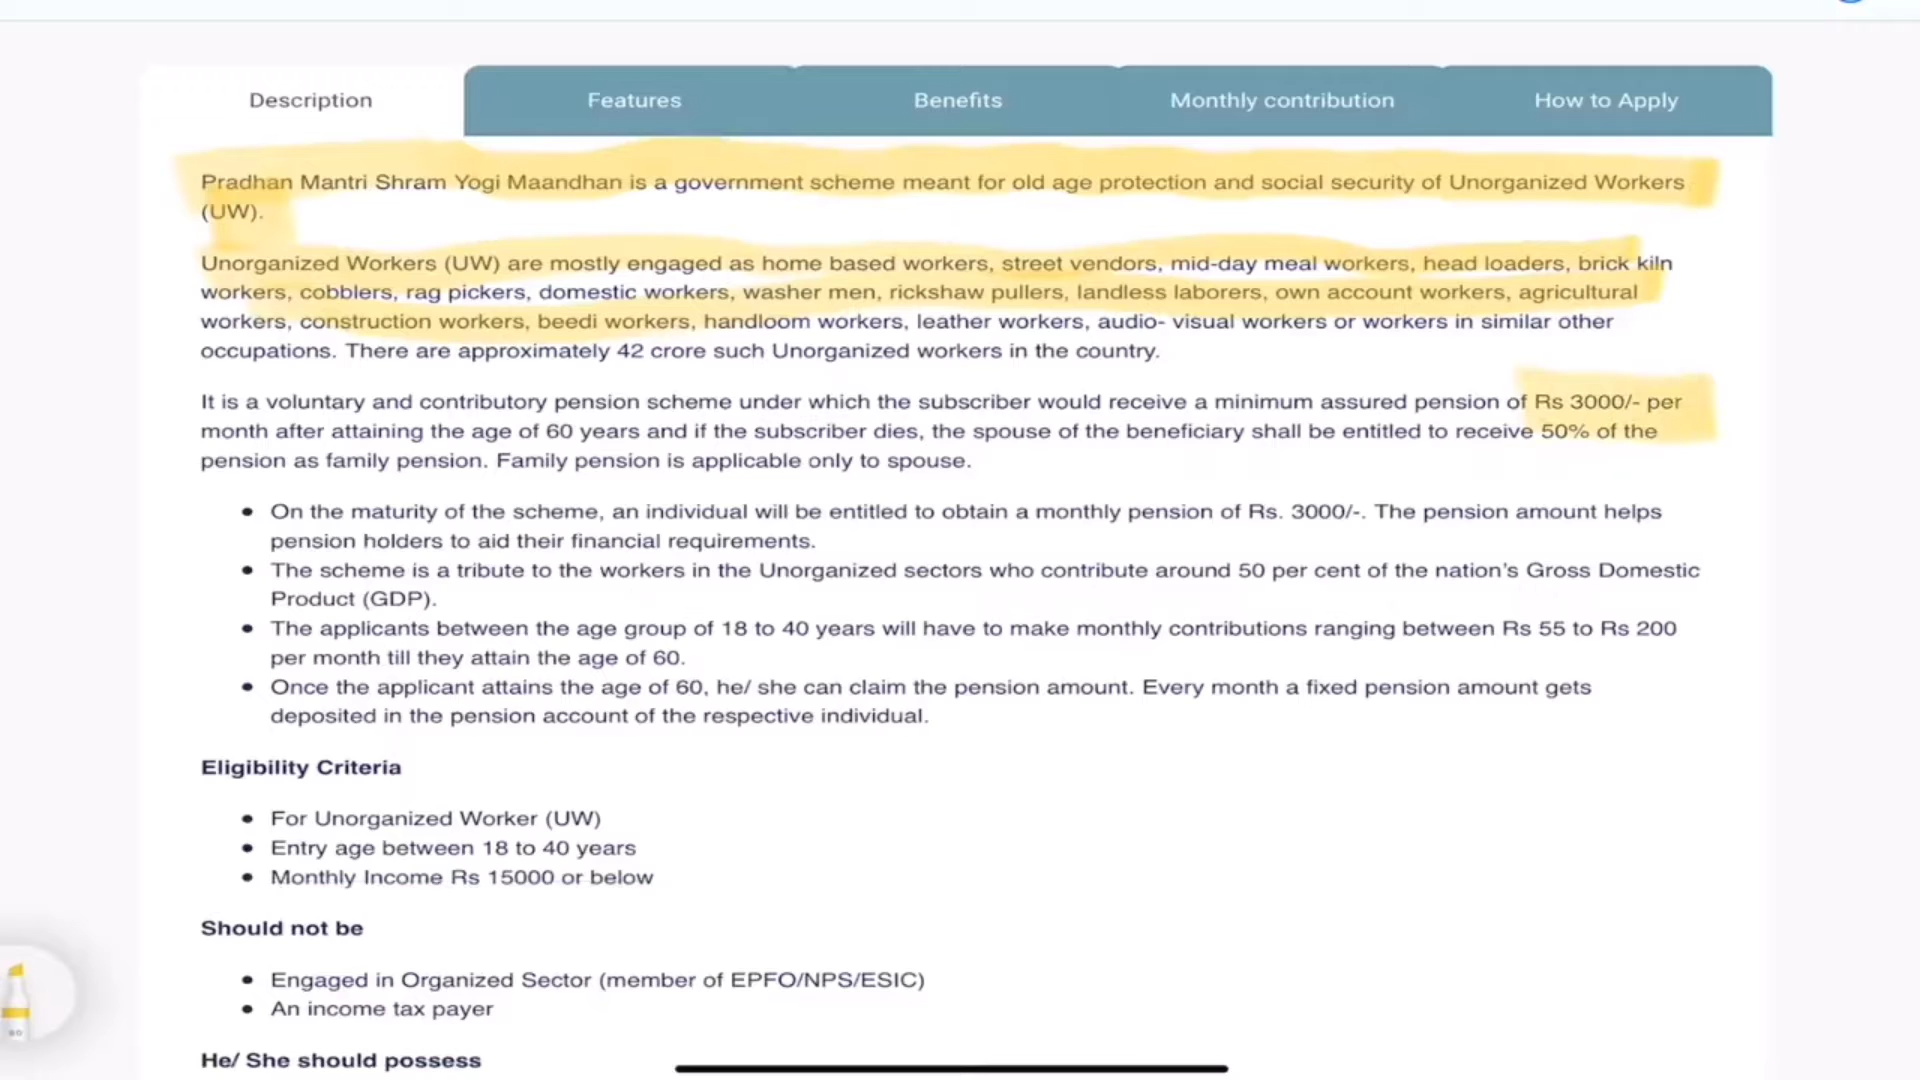 Description
Features
Benefits
Monthly contribution
How to Apply
Pradhan Mantri Shram Yogi Maandhan is a government scheme meant for old age protection and social security of Unorganized Workers
(UW).
Unorganized Workers (UW) are mostly engaged as home based workers, street vendors, mid-day meal workers, head loaders, brick kiln
workers, cobblers, rag pickers, domestic workers, washer men, rickshaw pullers, landless laborers, own account workers, agricultural
workers, construction workers, beedi workers, handloom workers, leather workers, audio- visual workers or workers in similar other
occupations. There are approximately 42 crore such Unorganized workers in the country.
It is a voluntary and contributory pension scheme under which the subscriber would receive a minimum assured pension of Rs 3000/- per
month after attaining the age of 60 years and if the subscriber dies, the spouse of the beneficiary shall be entitled to receive 50% of the
pension as family pension. Family pension is applicable only to spouse.
• On the maturity of the scheme, an individual will be entitled to obtain a monthly pension of Rs. 3000/-. The pension amount helps
pension holders to aid their financial requirements.
• The scheme is a tribute to the workers in the Unorganized sectors who contribute around 50 per cent of the nation's Gross Domestic
Product (GDP).
• The applicants between the age group of 18 to 40 years will have to make monthly contributions ranging between Rs 55 to Rs 200
per month till they attain the age of 60.
• Once the applicant attains the age of 60, he/ she can claim the pension amount. Every month a fixed pension amount gets
deposited in the pension account of the respective individual.
Eligibility Criteria
• For Unorganized Worker (UW)
• Entry age between 18 to 40 years
• Monthly Income Rs 15000 or below
Should not be
• Engaged in Organized Sector (member of EPFO/NPS/ESIC)
• An income tax payer
He/ She should possess